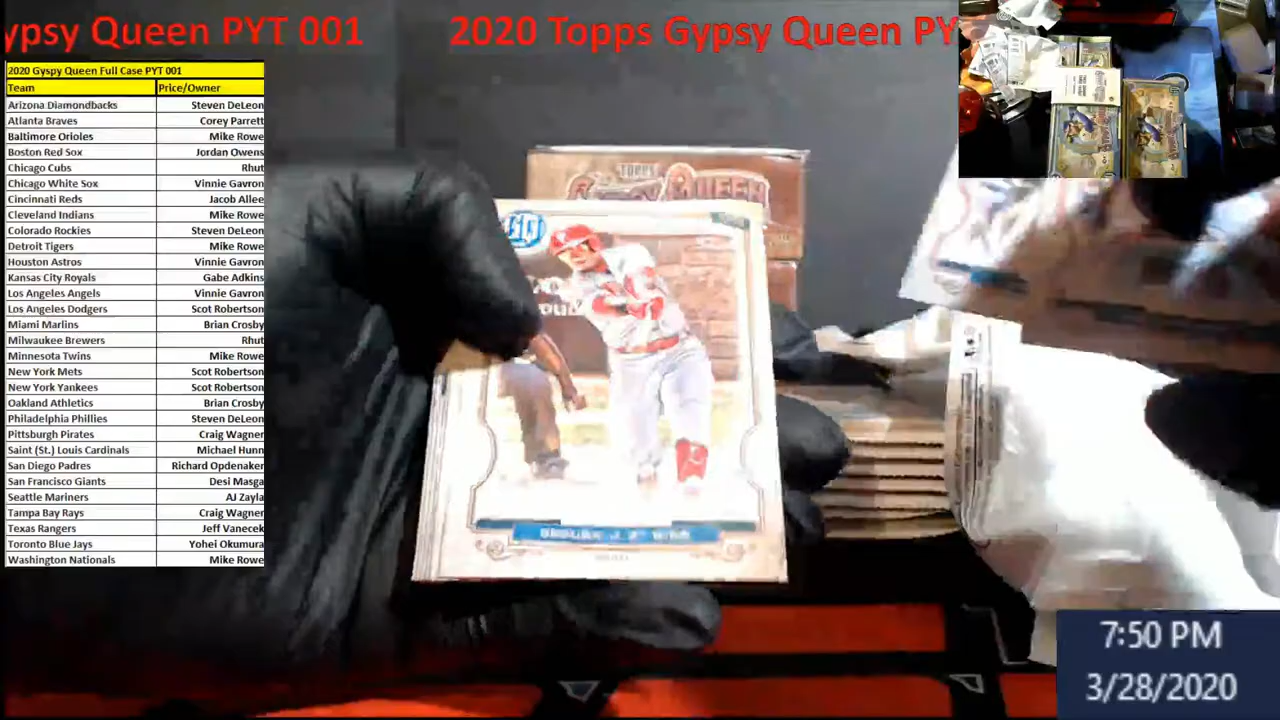 ypsy Queen PYT 001 2020 Topps Gypsy Queen PY
2020 Gyspy Queen Full Case PYT 001
Team Price/Owner
Arizona Diamondbacks Steven DeLeon
Atlanta Braves Corey Parrett
Baltimore Orioles Mike Rowe
Boston Red Sox Jordan Owens
Chicago Cubs Rhut
Chicago White Sox Vinnie Gavron
Cincinnati Reds Jacob Allee
Cleveland Indians Mike Rowe
Colorado Rockies Steven DeLeon
Detroit Tigers Mike Rowe
Houston Astros Vinnie Gavron
Kansas City Royals Gabe Adkins
Los Angeles Angels Vinnie Gavron
Los Angeles Dodgers Scot Robertson
Miami Marlins Brian Crosby
Milwaukee Brewers Rhut
Minnesota Twins Mike Rowe
New York Mets Scot Robertson
New York Yankees Scot Robertson
Oakland Athletics Brian Crosby
Philadelphia Phillies Steven DeLeon
Pittsburgh Pirates Craig Wagner
Saint (St.) Louis Cardinals Michael Hunn
San Diego Padres Richard Opdenaker
San Francisco Giants Desi Masga
Seattle Mariners AJ Zayla
Tampa Bay Rays Craig Wagner
Texas Rangers Jeff Vanecek
Toronto Blue Jays Yohei Okumura
Washington Nationals Mike Rowe
TOPPS
GYPSY QUEEN
GQ
7:50 PM
3/28/2020